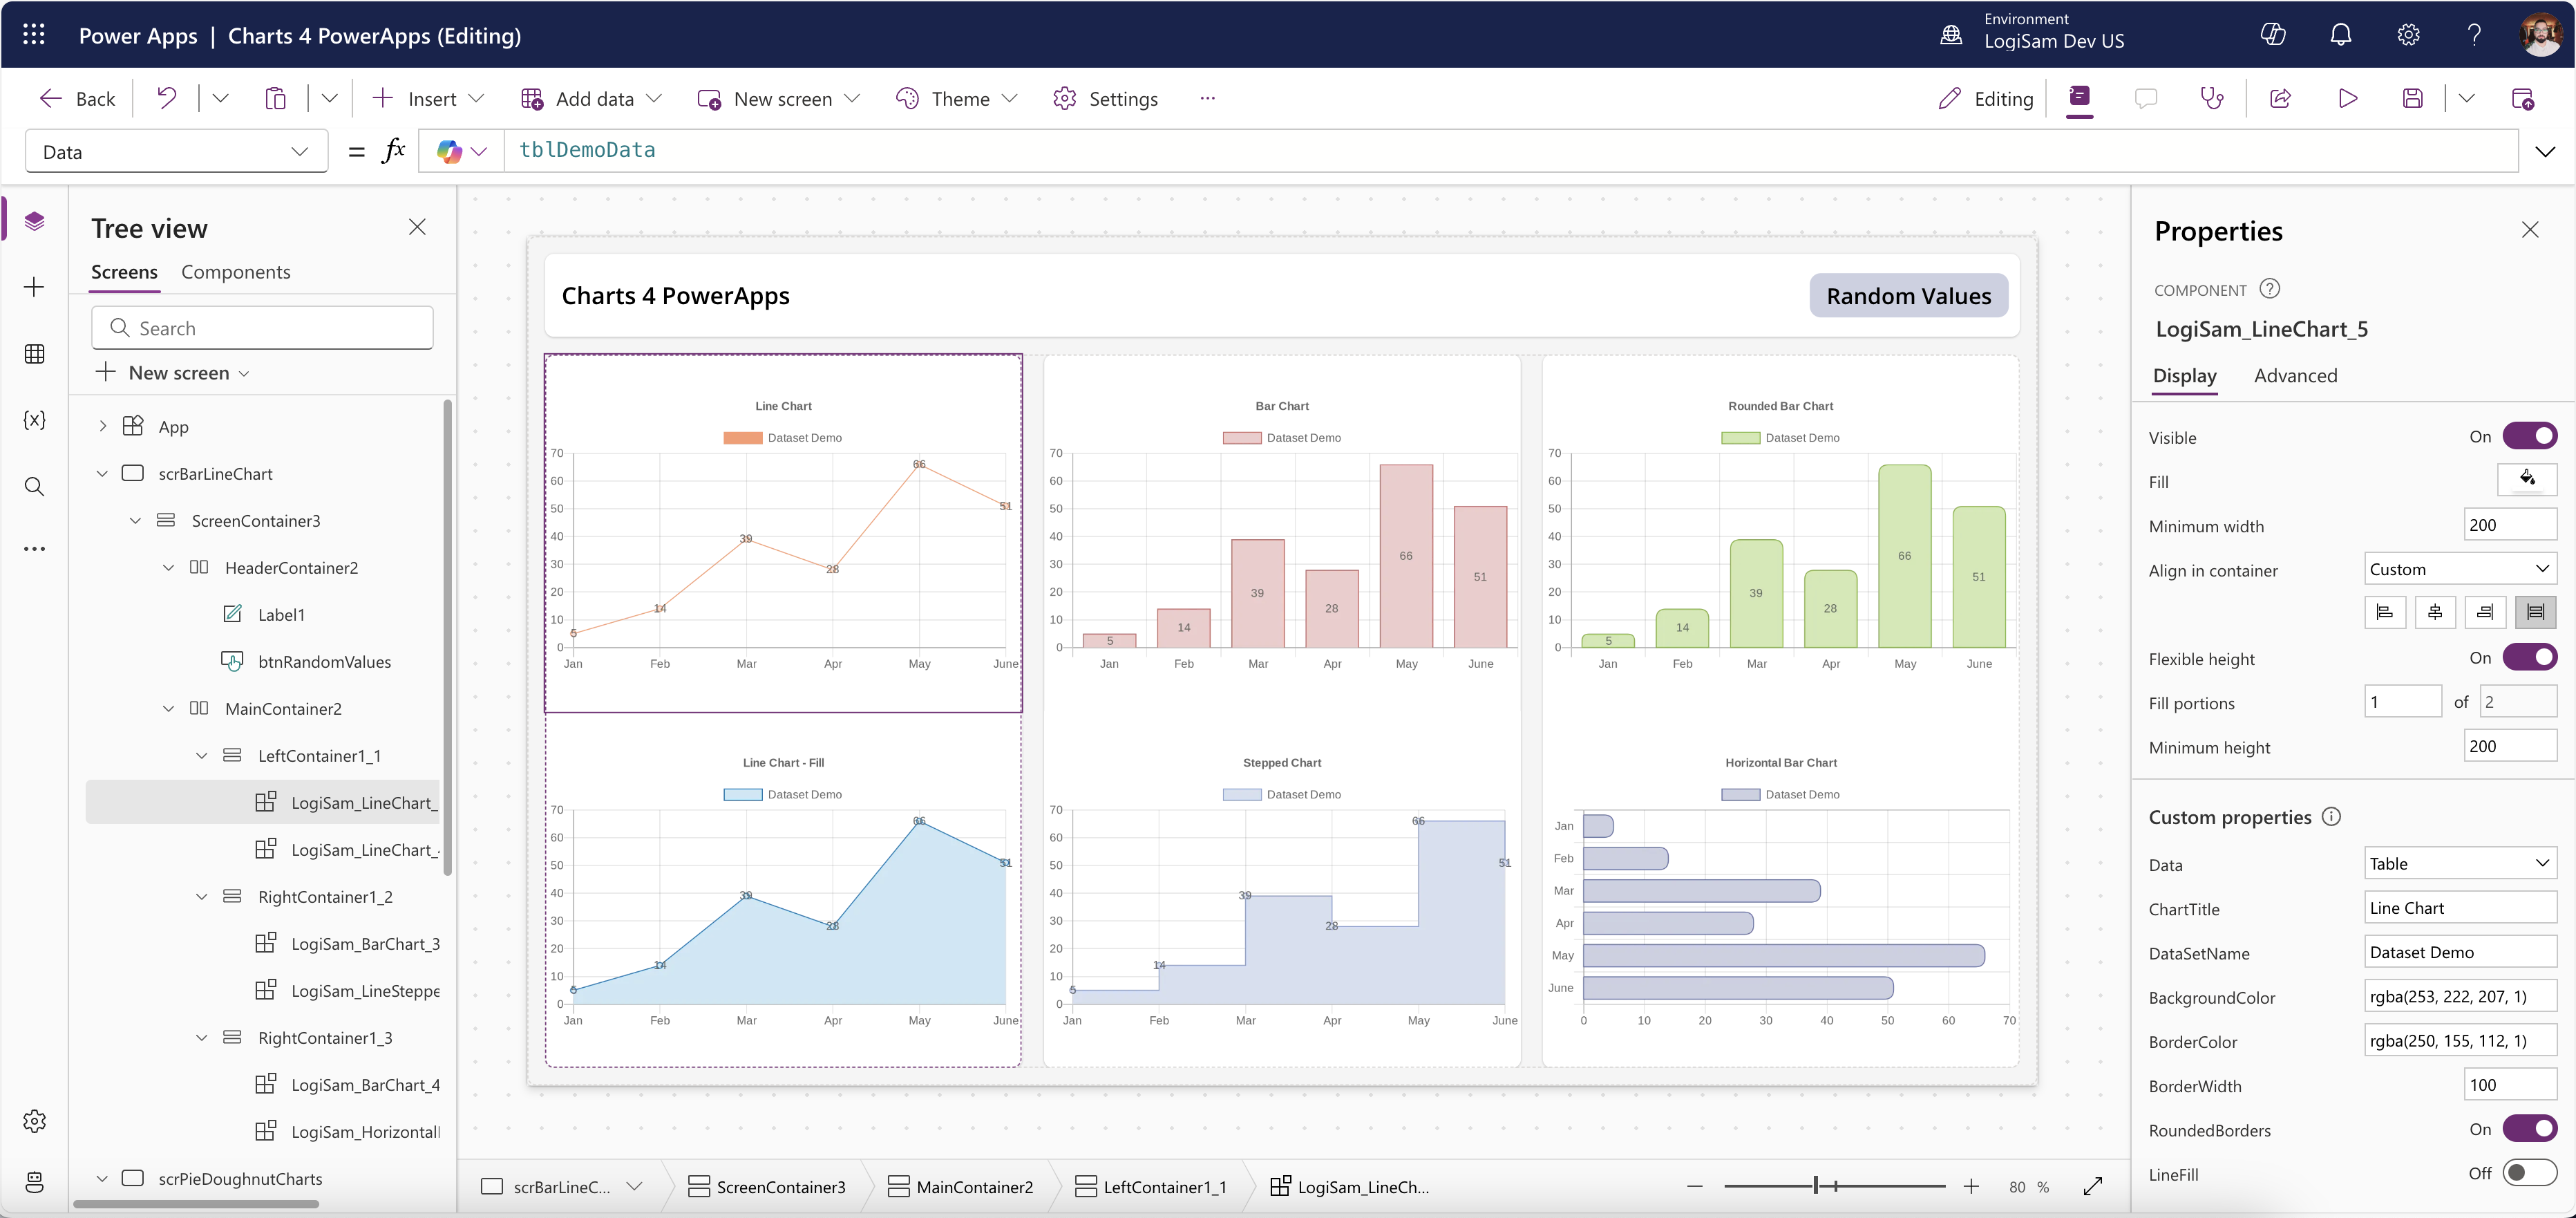 Power Apps | Charts 4 PowerApps (Editing)
Environment
LogiSam Dev US
Back
Insert
Add data
New screen
Theme
Settings
Editing
Data
= fx
tblDemoData
Tree view
Screens Components
Search
New screen
App
scrBarLineChart
ScreenContainer3
HeaderContainer2
Label1
btnRandomValues
MainContainer2
LeftContainer1_1
LogiSam_LineChart_
LogiSam_LineChart_
RightContainer1_2
LogiSam_BarChart_3
LogiSam_LineSteppe
RightContainer1_3
LogiSam_BarChart_4
LogiSam_Horizontal
scrPieDoughnutCharts
Charts 4 PowerApps
Random Values
Line Chart
Dataset Demo
70
60
50
40
30
20
10
0
5 14 39 28 66 51
Jan Feb Mar Apr May June
Bar Chart
Dataset Demo
70
60
50
40
30
20
10
0
5 14 39 28 66 51
Jan Feb Mar Apr May June
Rounded Bar Chart
Dataset Demo
70
60
50
40
30
20
10
0
5 14 39 28 66 51
Jan Feb Mar Apr May June
Line Chart - Fill
Dataset Demo
70
60
50
40
30
20
10
0
5 14 39 28 66 51
Jan Feb Mar Apr May June
Stepped Chart
Dataset Demo
70
60
50
40
30
20
10
0
5 14 39 28 66 51
Jan Feb Mar Apr May June
Horizontal Bar Chart
Dataset Demo
Jan
Feb
Mar
Apr
May
June
0 10 20 30 40 50 60 70
scrBarLineC...
ScreenContainer3
MainContainer2
LeftContainer1_1
LogiSam_LineCh...
80 %
Properties
COMPONENT
LogiSam_LineChart_5
Display Advanced
Visible On
Fill
Minimum width 200
Align in container Custom
Flexible height On
Fill portions 1 of 2
Minimum height 200
Custom properties
Data Table
ChartTitle Line Chart
DataSetName Dataset Demo
BackgroundColor rgba(253, 222, 207, 1)
BorderColor rgba(250, 155, 112, 1)
BorderWidth 100
RoundedBorders On
LineFill Off